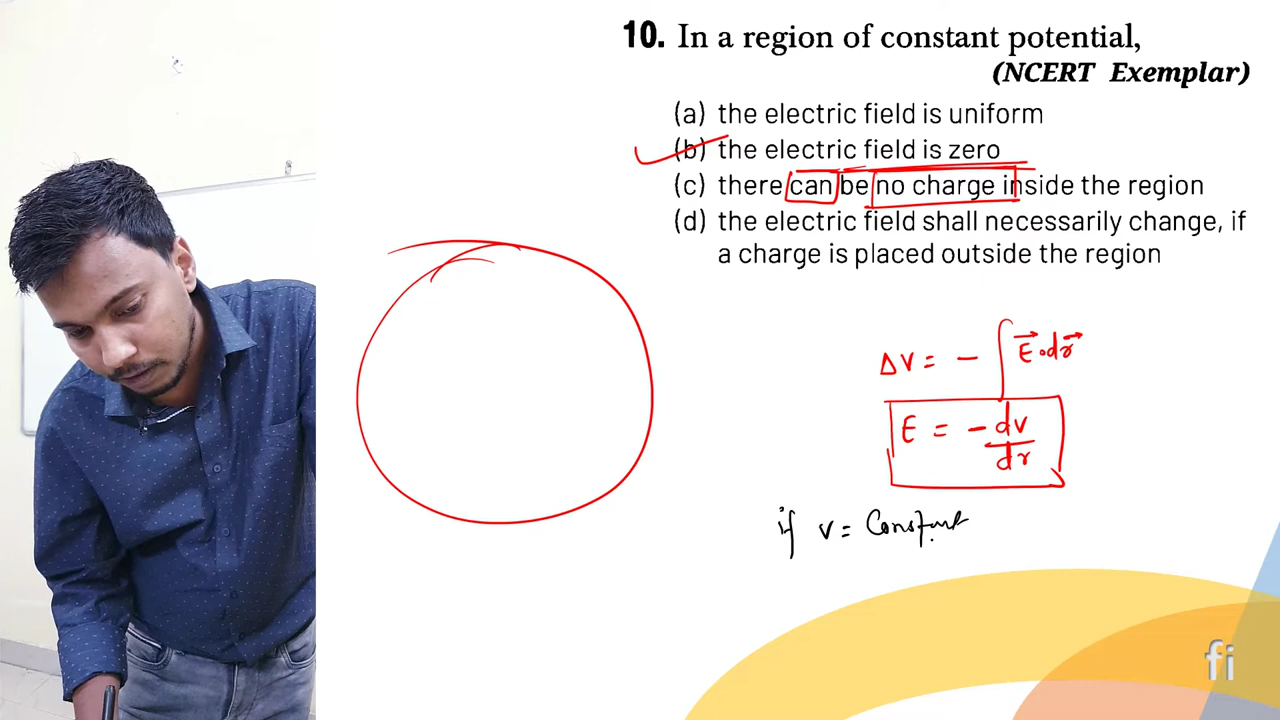 10. In a region of constant potential,
(NCERT Exemplar)
(a) the electric field is uniform
(b) the electric field is zero
(c) there can be no charge inside the region
(d) the electric field shall necessarily change, if
a charge is placed outside the region
ΔV = - ∫ E⃗ . dr⃗
E = - dv/dr
if v = Constant
fi